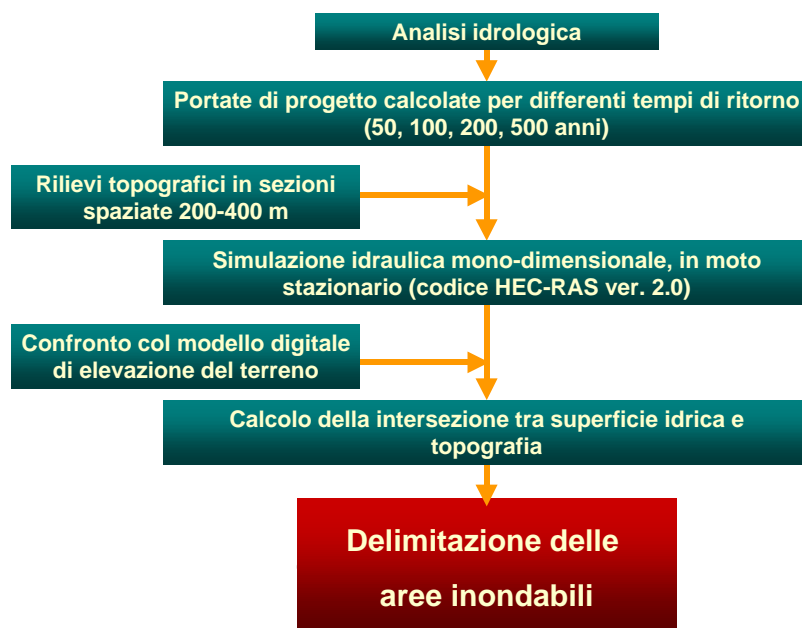 Analisi idrologica
Portate di progetto calcolate per differenti tempi di ritorno
(50, 100, 200, 500 anni)
Rilievi topografici in sezioni
spaziate 200-400 m
Simulazione idraulica mono-dimensionale, in moto
stazionario (codice HEC-RAS ver. 2.0)
Confronto col modello digitale
di elevazione del terreno
Calcolo della intersezione tra superficie idrica e
topografia
Delimitazione delle
aree inondabili